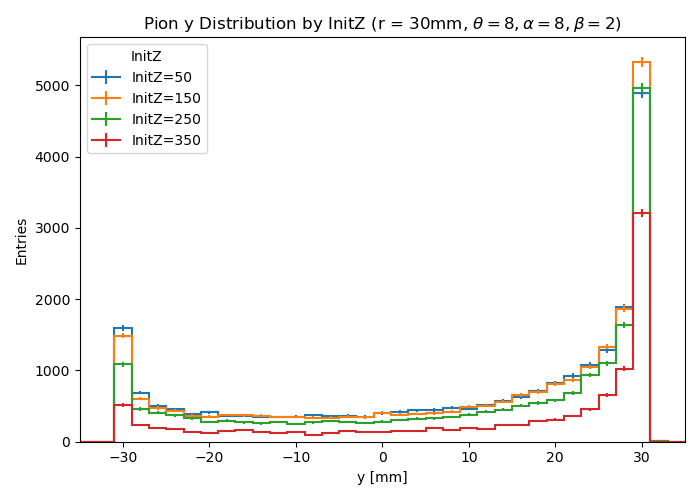 Pion y Distribution by InitZ (r = 30mm, θ = 8, α = 8, β = 2)
InitZ
InitZ=50
InitZ=150
InitZ=250
InitZ=350
Entries
5000
4000
3000
2000
1000
0
−30
−20
−10
0
10
20
30
y [mm]